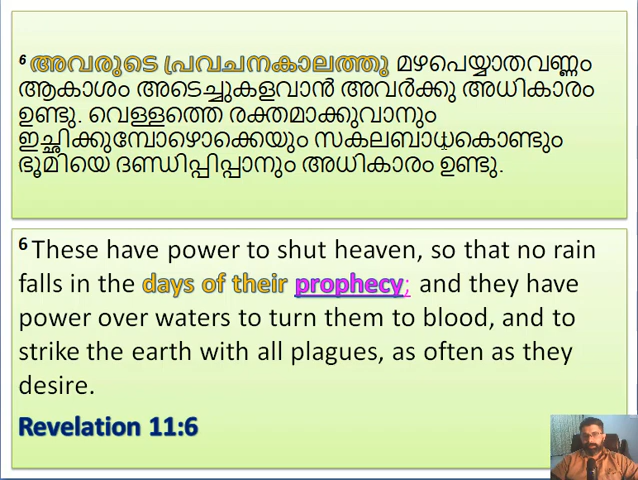 6 അവരുടെ പ്രവചനകാലത്തു മഴപെയ്യാതവണ്ണം
ആകാശം അടെച്ചുകളവാൻ അവർക്കു അധികാരം
ഉണ്ടു. വെള്ളത്തെ രക്തമാക്കുവാനും
ഇച്ഛിക്കുമ്പോഴൊക്കെയും സകലബാധകൊണ്ടും
ഭൂമിയെ ദണ്ഡിപ്പിപ്പാനും അധികാരം ഉണ്ടു.
6 These have power to shut heaven, so that no rain
falls in the days of their prophecy; and they have
power over waters to turn them to blood, and to
strike the earth with all plagues, as often as they
desire.
Revelation 11:6